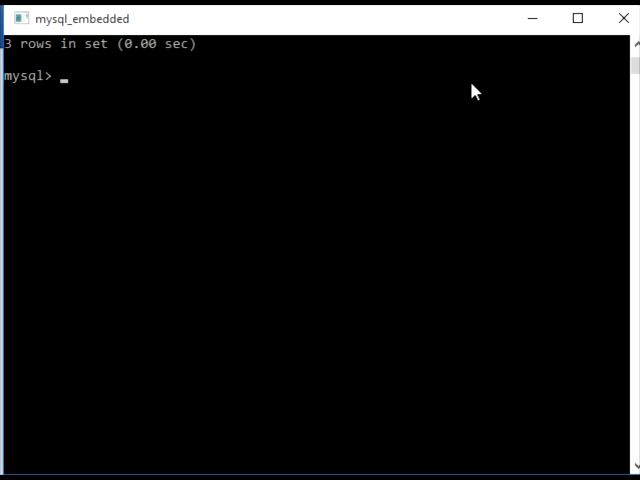 mysql_embedded
3 rows in set (0.00 sec)
mysql>